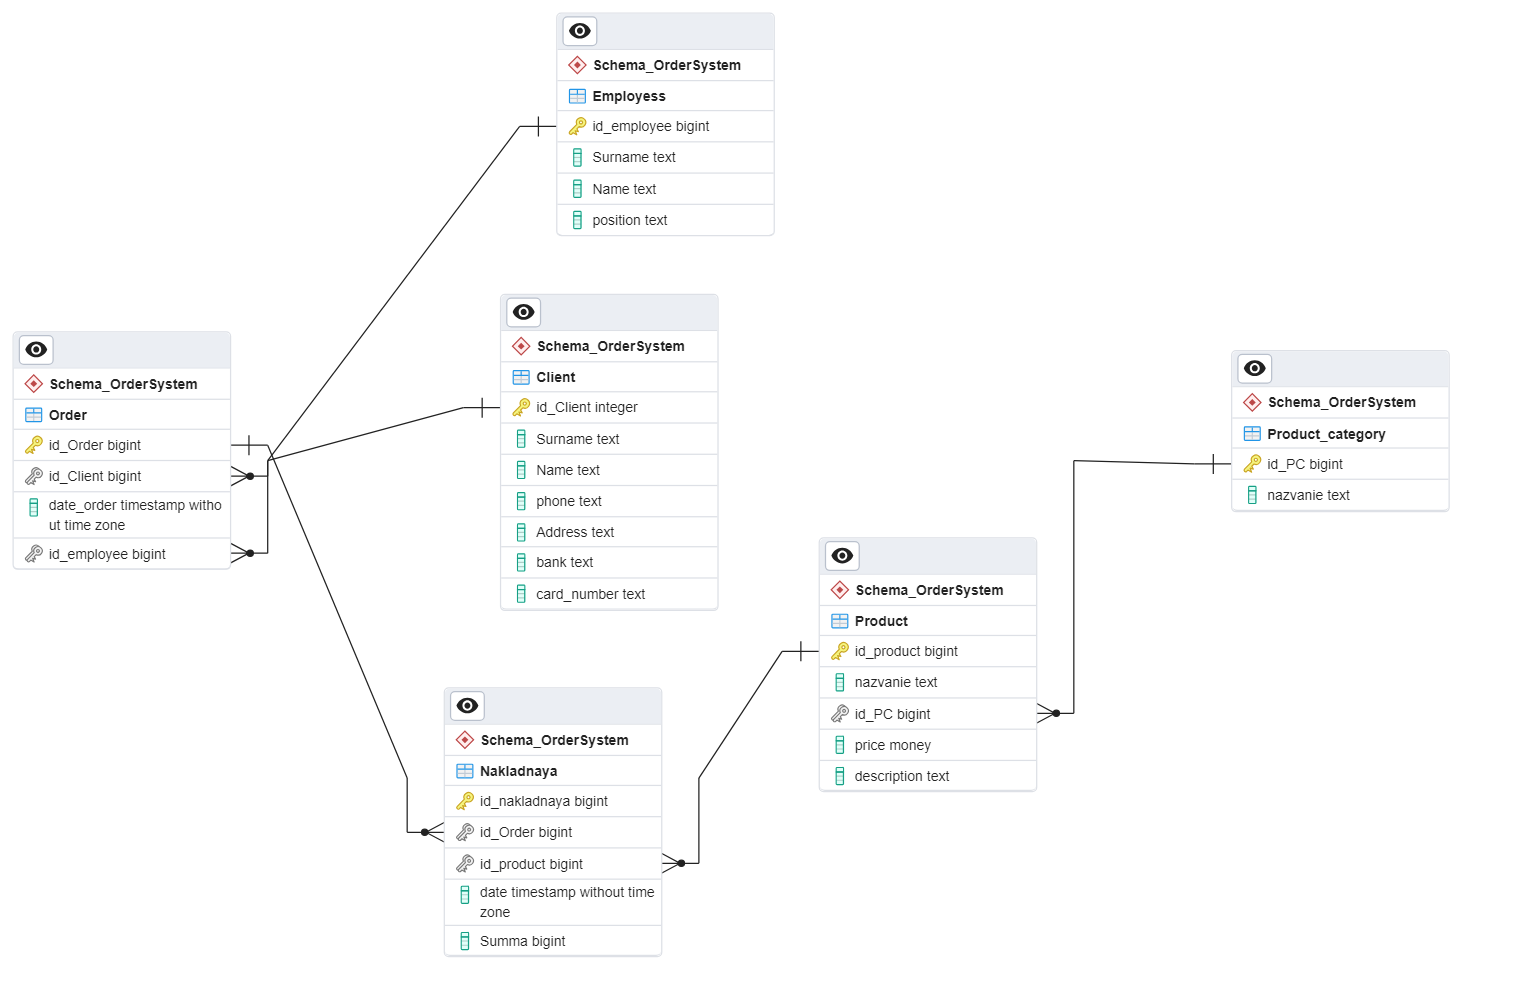 Schema_OrderSystem
Employess
id_employee bigint
Surname text
Name text
position text
Schema_OrderSystem
Client
id_Client integer
Surname text
Name text
phone text
Address text
bank text
card_number text
Schema_OrderSystem
Order
id_Order bigint
id_Client bigint
date_order timestamp witho
ut time zone
id_employee bigint
Schema_OrderSystem
Product_category
id_PC bigint
nazvanie text
Schema_OrderSystem
Product
id_product bigint
nazvanie text
id_PC bigint
price money
description text
Schema_OrderSystem
Nakladnaya
id_nakladnaya bigint
id_Order bigint
id_product bigint
date timestamp without time
zone
Summa bigint